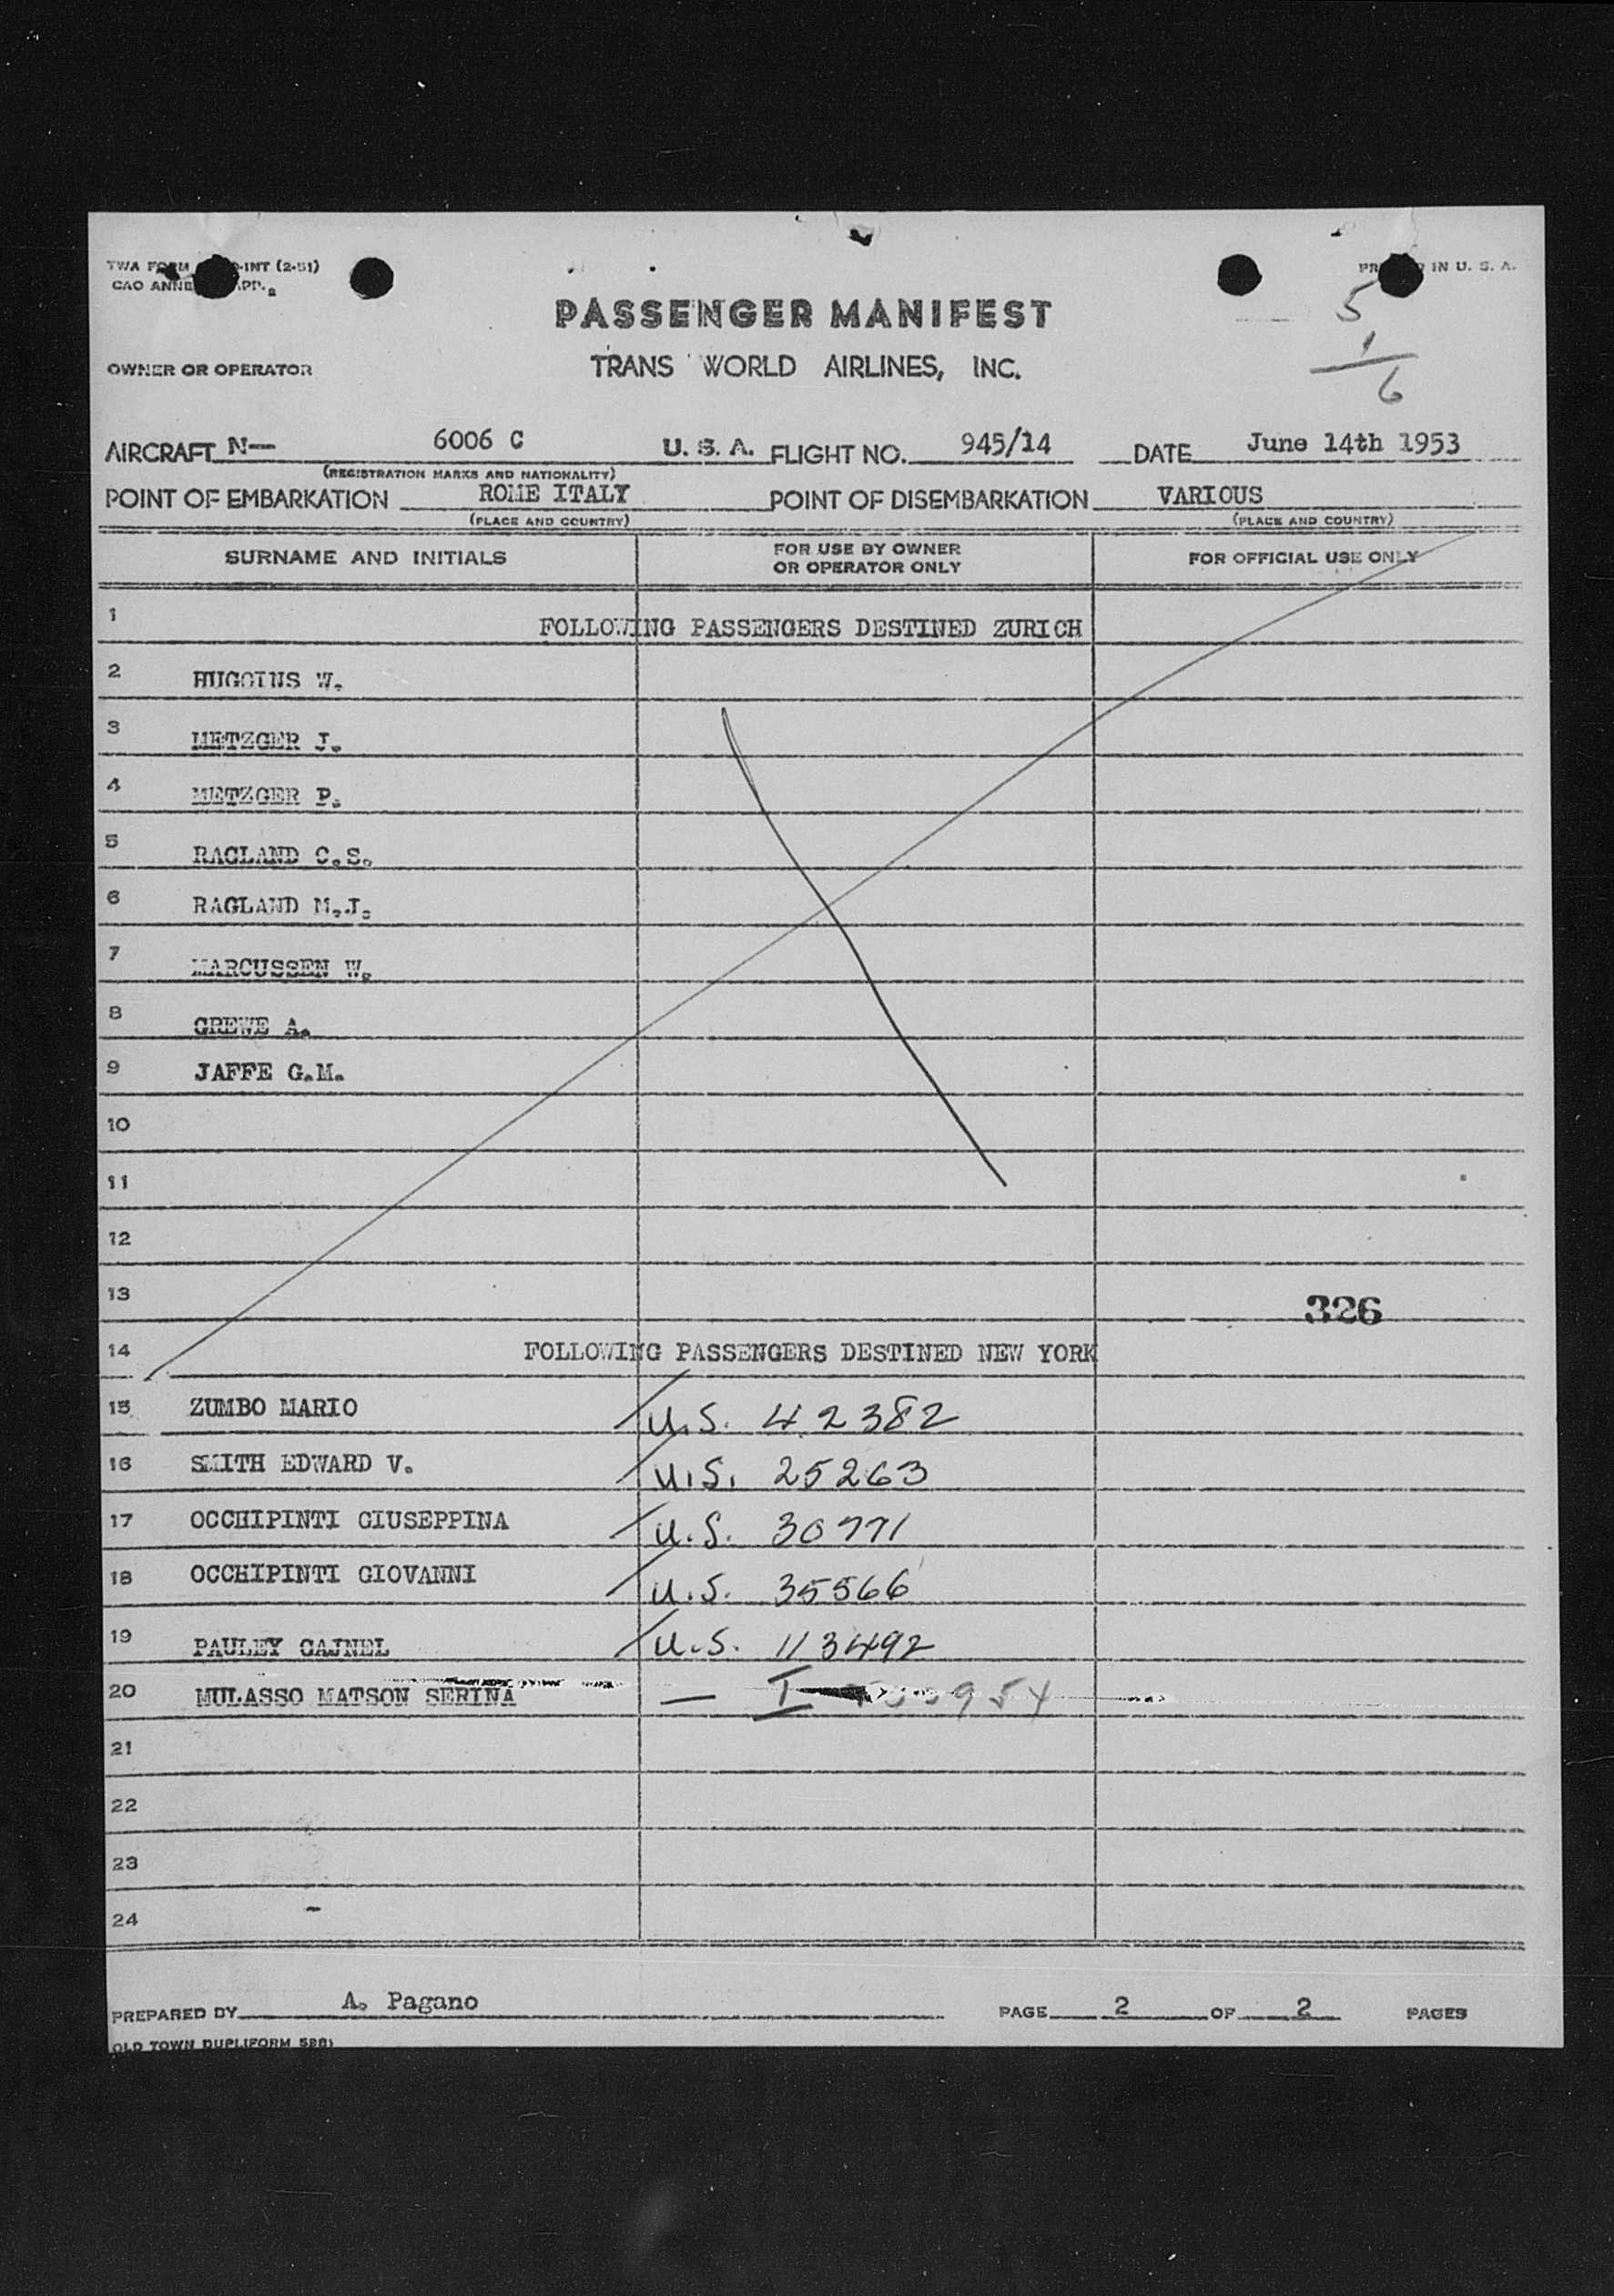 TWA FORM -INT (2-51)
CAO ANNE APP. 2
IN U. S. A.
5
1
6
PASSENGER MANIFEST
OWNER OR OPERATOR TRANS WORLD AIRLINES, INC.
AIRCRAFT N— 6006 C U. S. A. FLIGHT NO. 945/14 DATE June 14th 1953
(REGISTRATION MARKS AND NATIONALITY)
POINT OF EMBARKATION ROME ITALY POINT OF DISEMBARKATION VARIOUS
(PLACE AND COUNTRY) (PLACE AND COUNTRY)
SURNAME AND INITIALS FOR USE BY OWNER OR OPERATOR ONLY FOR OFFICIAL USE ONLY
1 FOLLOWING PASSENGERS DESTINED ZURICH
2 HUGGINS W.
3 METZGER J.
4 METZGER P.
5 RAGLAND C.S.
6 RAGLAND M.J.
7 MARCUSSEN W.
8 GREWE A.
9 JAFFE G.M.
10
11
12
13 326
14 FOLLOWING PASSENGERS DESTINED NEW YORK
15 ZUMBO MARIO U.S. 42382
16 SMITH EDWARD V. U.S. 25263
17 OCCHIPINTI GIUSEPPINA U.S. 30771
18 OCCHIPINTI GIOVANNI U.S. 35566
19 PAULEY GAJNEL U.S. 113492
20 MULASSO MATSON SERINA — I
21
22
23
24
PREPARED BY A. Pagano PAGE 2 OF 2 PAGES
OLD TOWN DUPLIFORM